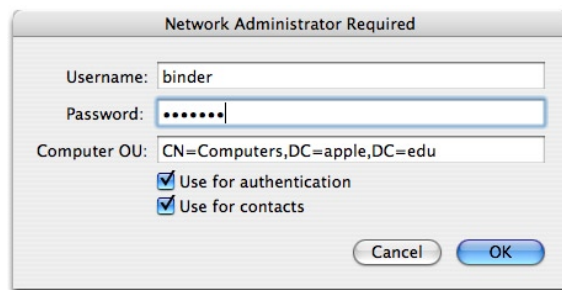 Network Administrator Required
Username: binder
Password: •••••••
Computer OU: CN=Computers,DC=apple,DC=edu
Use for authentication
Use for contacts
Cancel OK